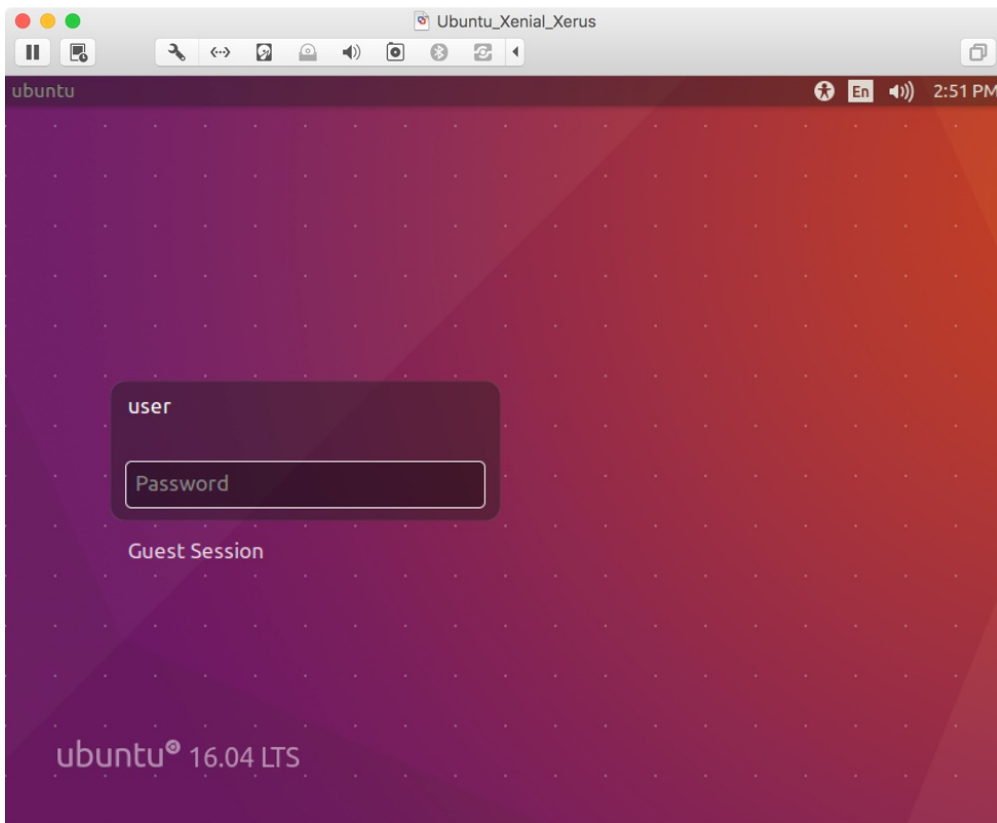 Ubuntu_Xenial_Xerus
ubuntu En 2:51 PM
user
Password
Guest Session
ubuntu 16.04 LTS